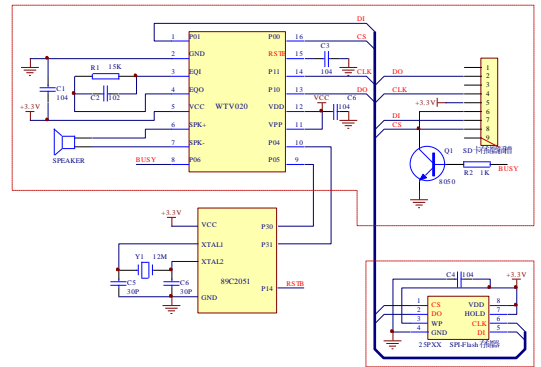 DI
1 P01 P00 16 CS
2 GND RSTB 15 C3
R1 15K 3 EQI P11 14 104 CLK DO
C1 104 C2 102 4 EQO P10 13 DO CLK
+3.3V 5 VCC WTV020 VDD 12 VCC C6 104 +3.3V
6 SPK+ VPP 11 DI
SPEAKER 7 SPK- P04 10 CS
BUSY 8 P06 P05 9
1
2
3
4
5
6
7
8
9
Q1 8050 R2 1K BUSY
+3.3V VCC P30
XTAL1 P31
Y1 12M XTAL2
C5 30P C6 30P 89C2051 P14 RSTB
GND
C4 104 +3.3V
1 CS VDD 8
2 DO HOLD 7
3 WP CLK 6
4 GND DI 5
25PXX SPI-Flash